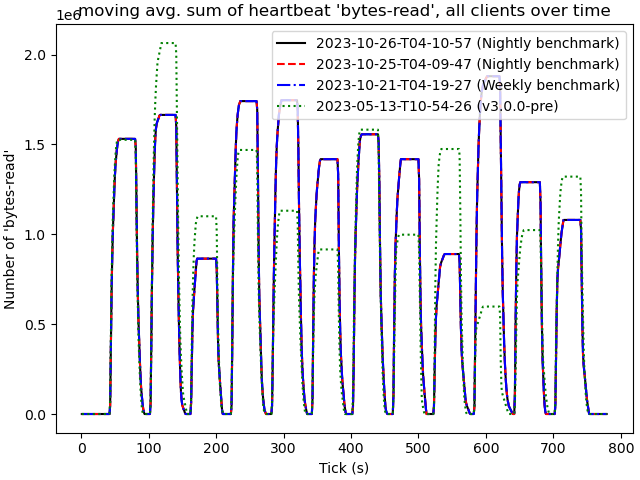 moving avg. sum of heartbeat 'bytes-read', all clients over time
1e6
2023-10-26-T04-10-57 (Nightly benchmark)
2023-10-25-T04-09-47 (Nightly benchmark)
2023-10-21-T04-19-27 (Weekly benchmark)
2023-05-13-T10-54-26 (v3.0.0-pre)
Number of 'bytes-read'
2.0
1.5
1.0
0.5
0.0
0 100 200 300 400 500 600 700 800
Tick (s)